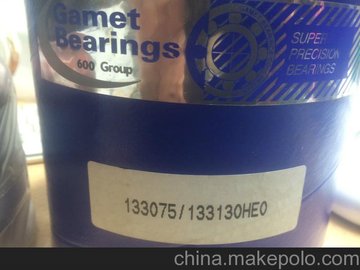 Gamet
Bearings
600 Group
SUPER
PRECISION
BEARINGS
133075/133130HE0
china.makepolo.com